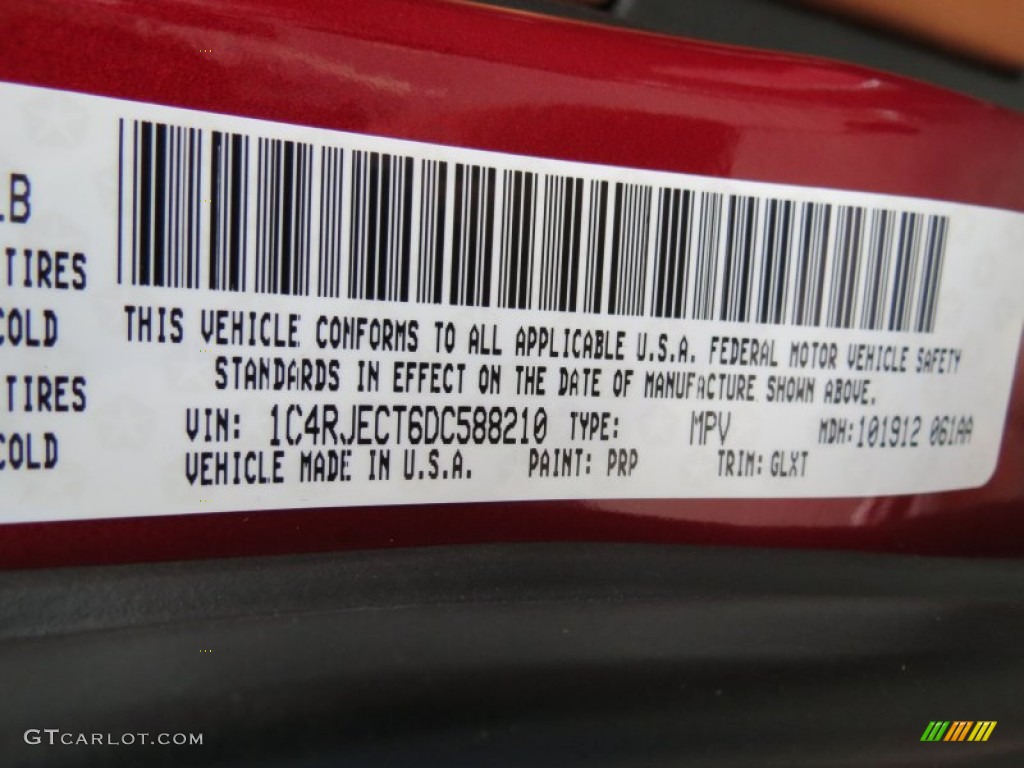 LB
TIRES
COLD
TIRES
COLD
THIS VEHICLE CONFORMS TO ALL APPLICABLE U.S.A. FEDERAL MOTOR VEHICLE SAFETY
STANDARDS IN EFFECT ON THE DATE OF MANUFACTURE SHOWN ABOVE.
VIN: 1C4RJECT6DC588210 TYPE: MPV MDH:101912 061AA
VEHICLE MADE IN U.S.A. PAINT: PRP TRIM: GLXT
GTCARLOT.COM